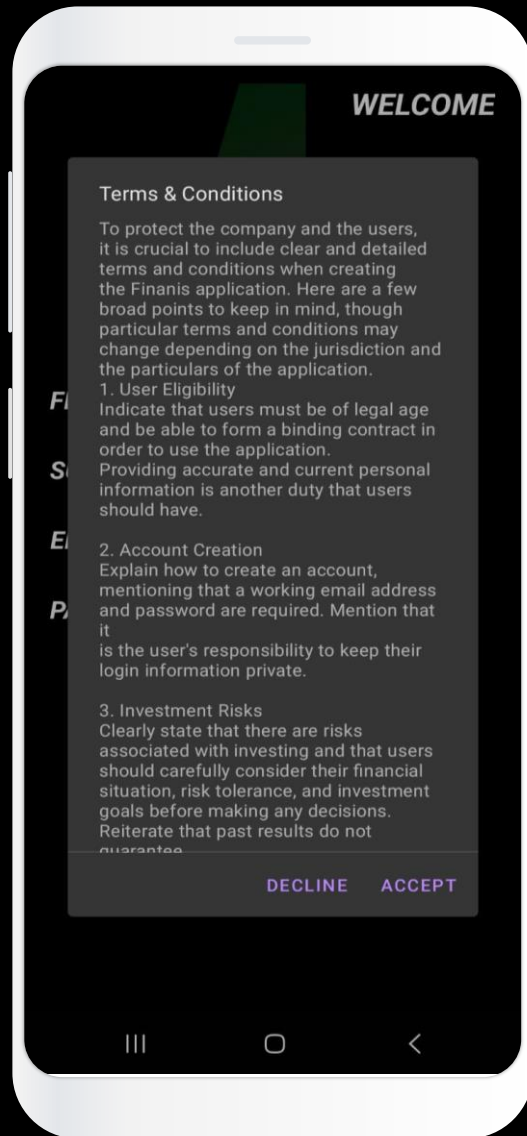 WELCOME
Terms & Conditions
To protect the company and the users,
it is crucial to include clear and detailed
terms and conditions when creating
the Finanis application. Here are a few
broad points to keep in mind, though
particular terms and conditions may
change depending on the jurisdiction and
the particulars of the application.
1. User Eligibility
Indicate that users must be of legal age
and be able to form a binding contract in
order to use the application.
Providing accurate and current personal
information is another duty that users
should have.
2. Account Creation
Explain how to create an account,
mentioning that a working email address
and password are required. Mention that
it
is the user's responsibility to keep their
login information private.
3. Investment Risks
Clearly state that there are risks
associated with investing and that users
should carefully consider their financial
situation, risk tolerance, and investment
goals before making any decisions.
Reiterate that past results do not
guarantee
DECLINE ACCEPT